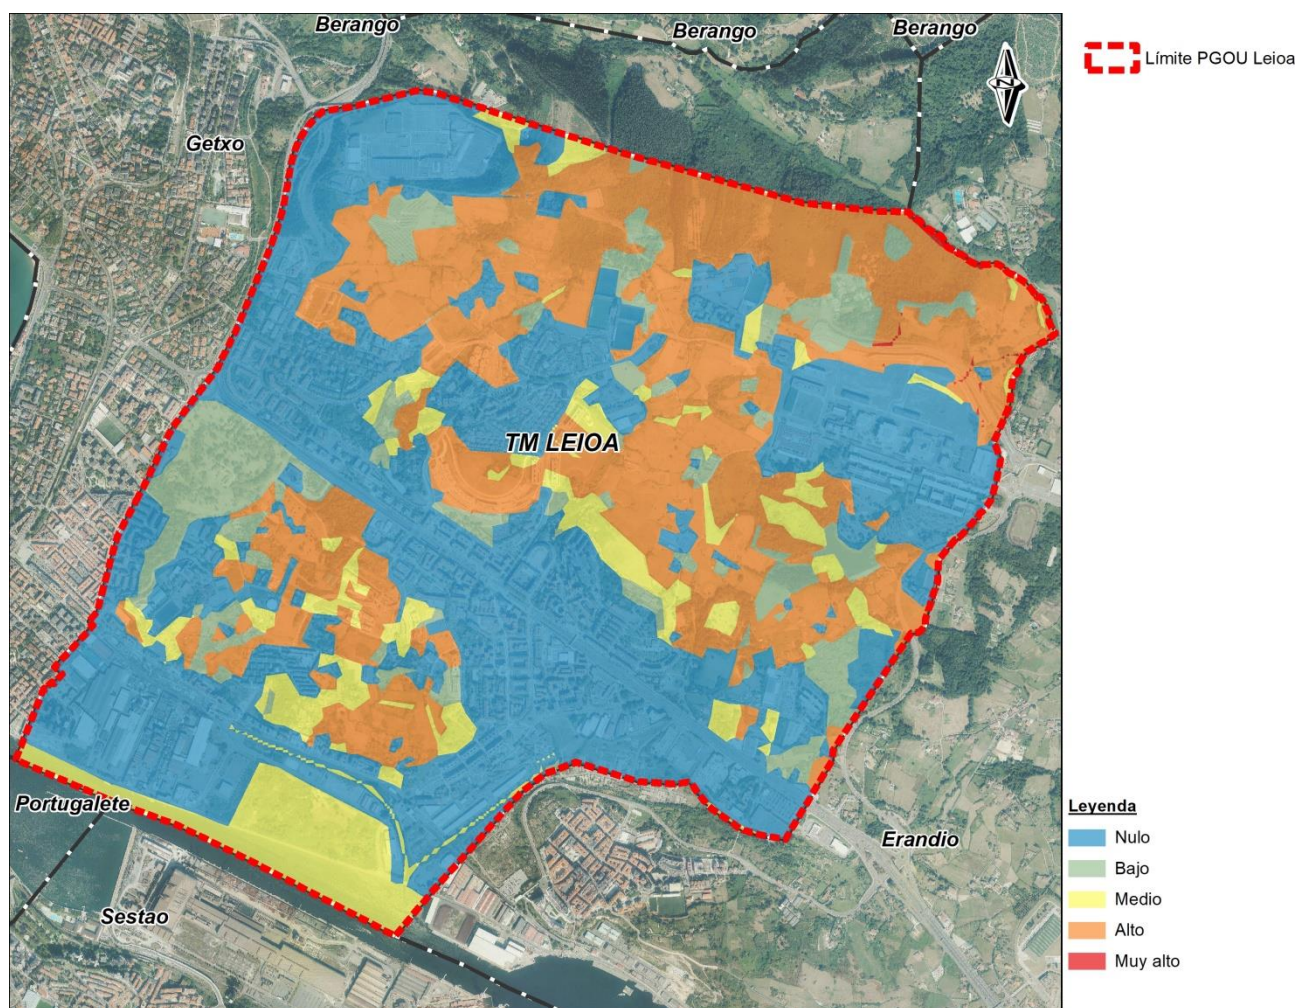 Berango
Berango
Berango
Límite PGOU Leioa
N
Getxo
TM LEIOA
Portugalete
Erandio
Sestao
Leyenda
Nulo
Bajo
Medio
Alto
Muy alto